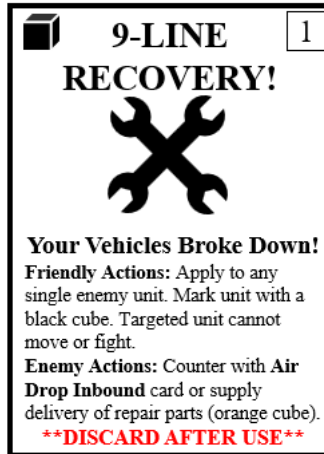 9-LINE 1
RECOVERY!
Your Vehicles Broke Down!
Friendly Actions: Apply to any
single enemy unit. Mark unit with a
black cube. Targeted unit cannot
move or fight.
Enemy Actions: Counter with Air
Drop Inbound card or supply
delivery of repair parts (orange cube).
**DISCARD AFTER USE**